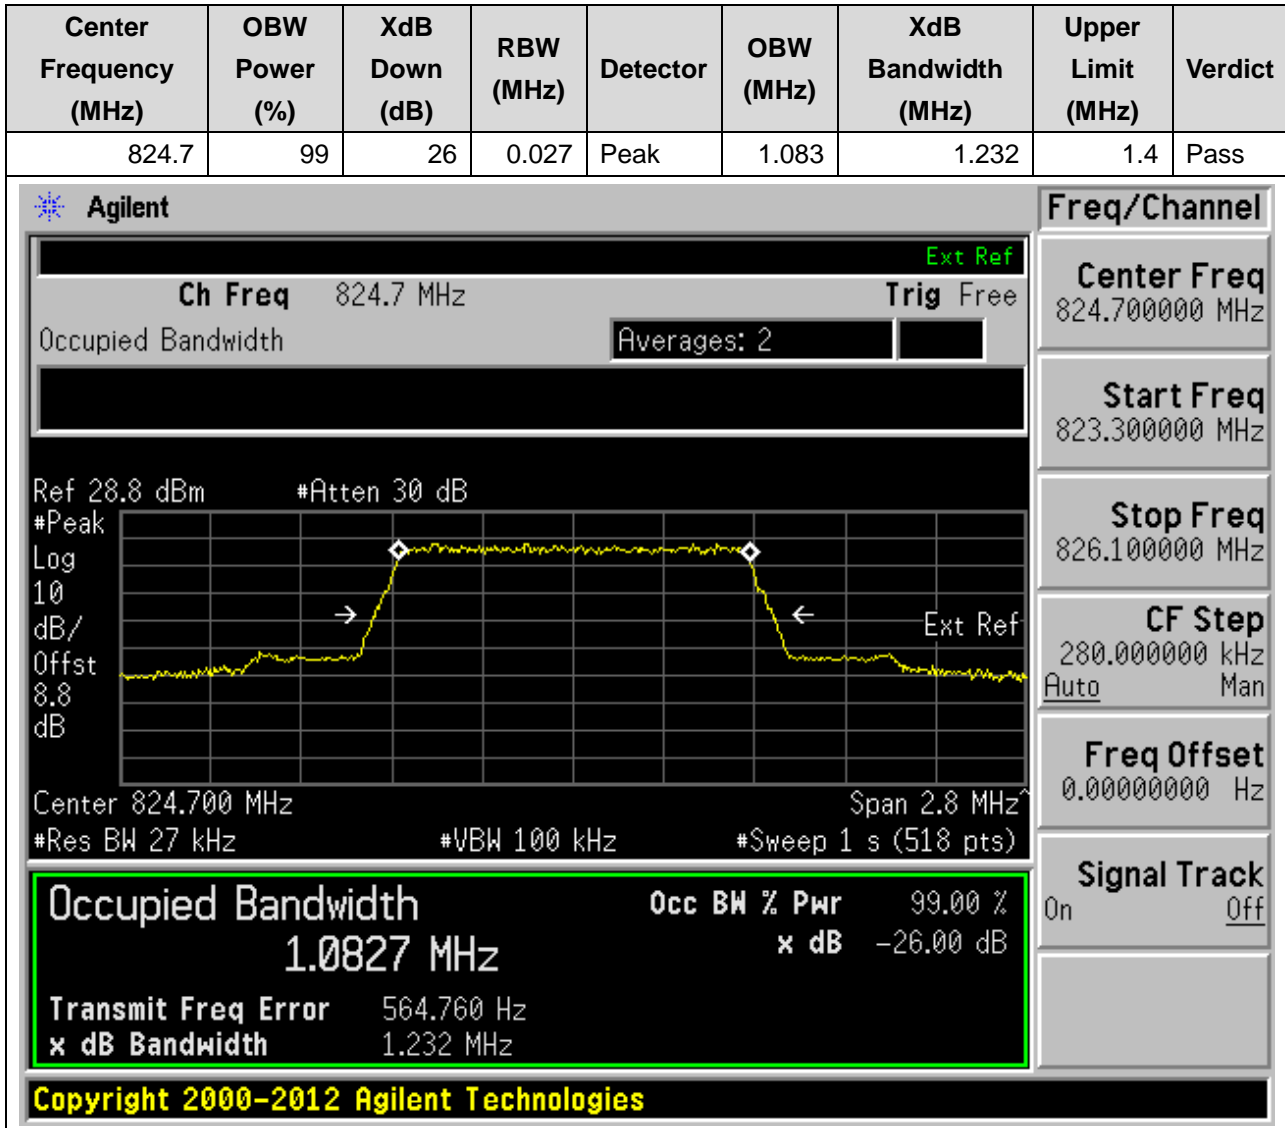 Center Frequency (MHz) OBW Power (%) XdB Down (dB) RBW (MHz) Detector OBW (MHz) XdB Bandwidth (MHz) Upper Limit (MHz) Verdict
824.7 99 26 0.027 Peak 1.083 1.232 1.4 Pass
Agilent
Freq/Channel
Ext Ref
Ch Freq 824.7 MHz Trig Free
Occupied Bandwidth Averages: 2
Center Freq
824.700000 MHz
Start Freq
823.300000 MHz
Stop Freq
826.100000 MHz
CF Step
280.000000 kHz
Auto Man
Freq Offset
0.00000000 Hz
Signal Track
On Off
Ref 28.8 dBm #Atten 30 dB
#Peak
Log
10
dB/
Offst
8.8
dB
Ext Ref
Center 824.700 MHz Span 2.8 MHz^
#Res BW 27 kHz #VBW 100 kHz #Sweep 1 s (518 pts)
Occupied Bandwidth Occ BW % Pwr 99.00 %
1.0827 MHz x dB -26.00 dB
Transmit Freq Error 564.760 Hz
x dB Bandwidth 1.232 MHz
Copyright 2000-2012 Agilent Technologies